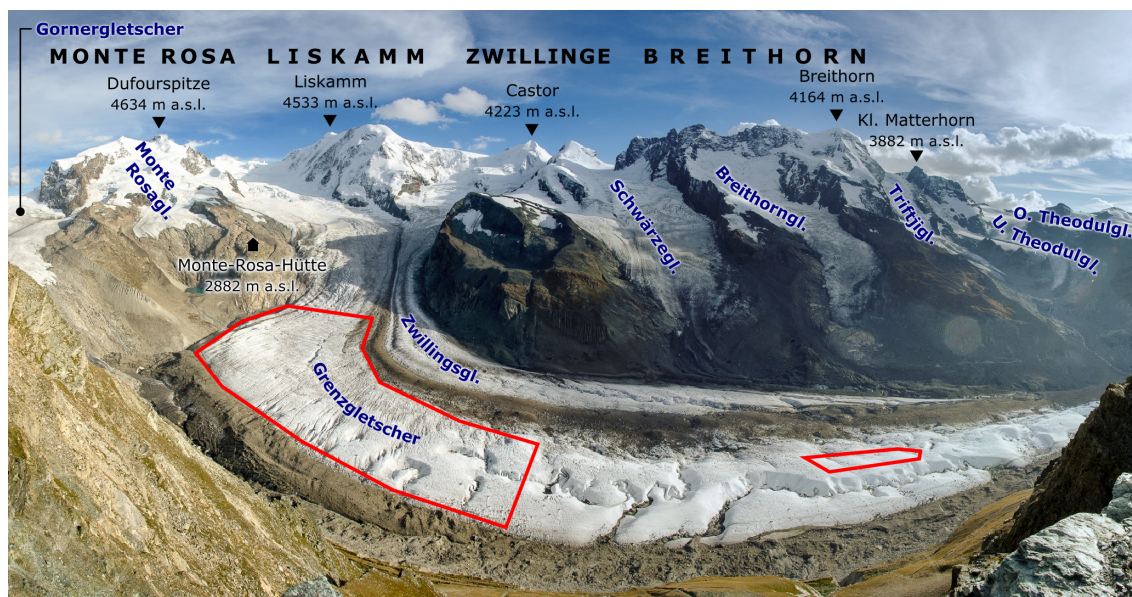 Gornergletscher
MONTE ROSA LISKAMM ZWILLINGE BREITHORN
Dufourspitze
4634 m a.s.l.
Liskamm
4533 m a.s.l.
Castor
4223 m a.s.l.
Breithorn
4164 m a.s.l.
Kl. Matterhorn
3882 m a.s.l.
Monte
Rosagl.
Schwärzegl.
Breithorngl.
Triftjigl.
O. Theodulgl.
U. Theodulgl.
Monte-Rosa-Hütte
2882 m a.s.l.
Zwillingsgl.
Grenzgletscher